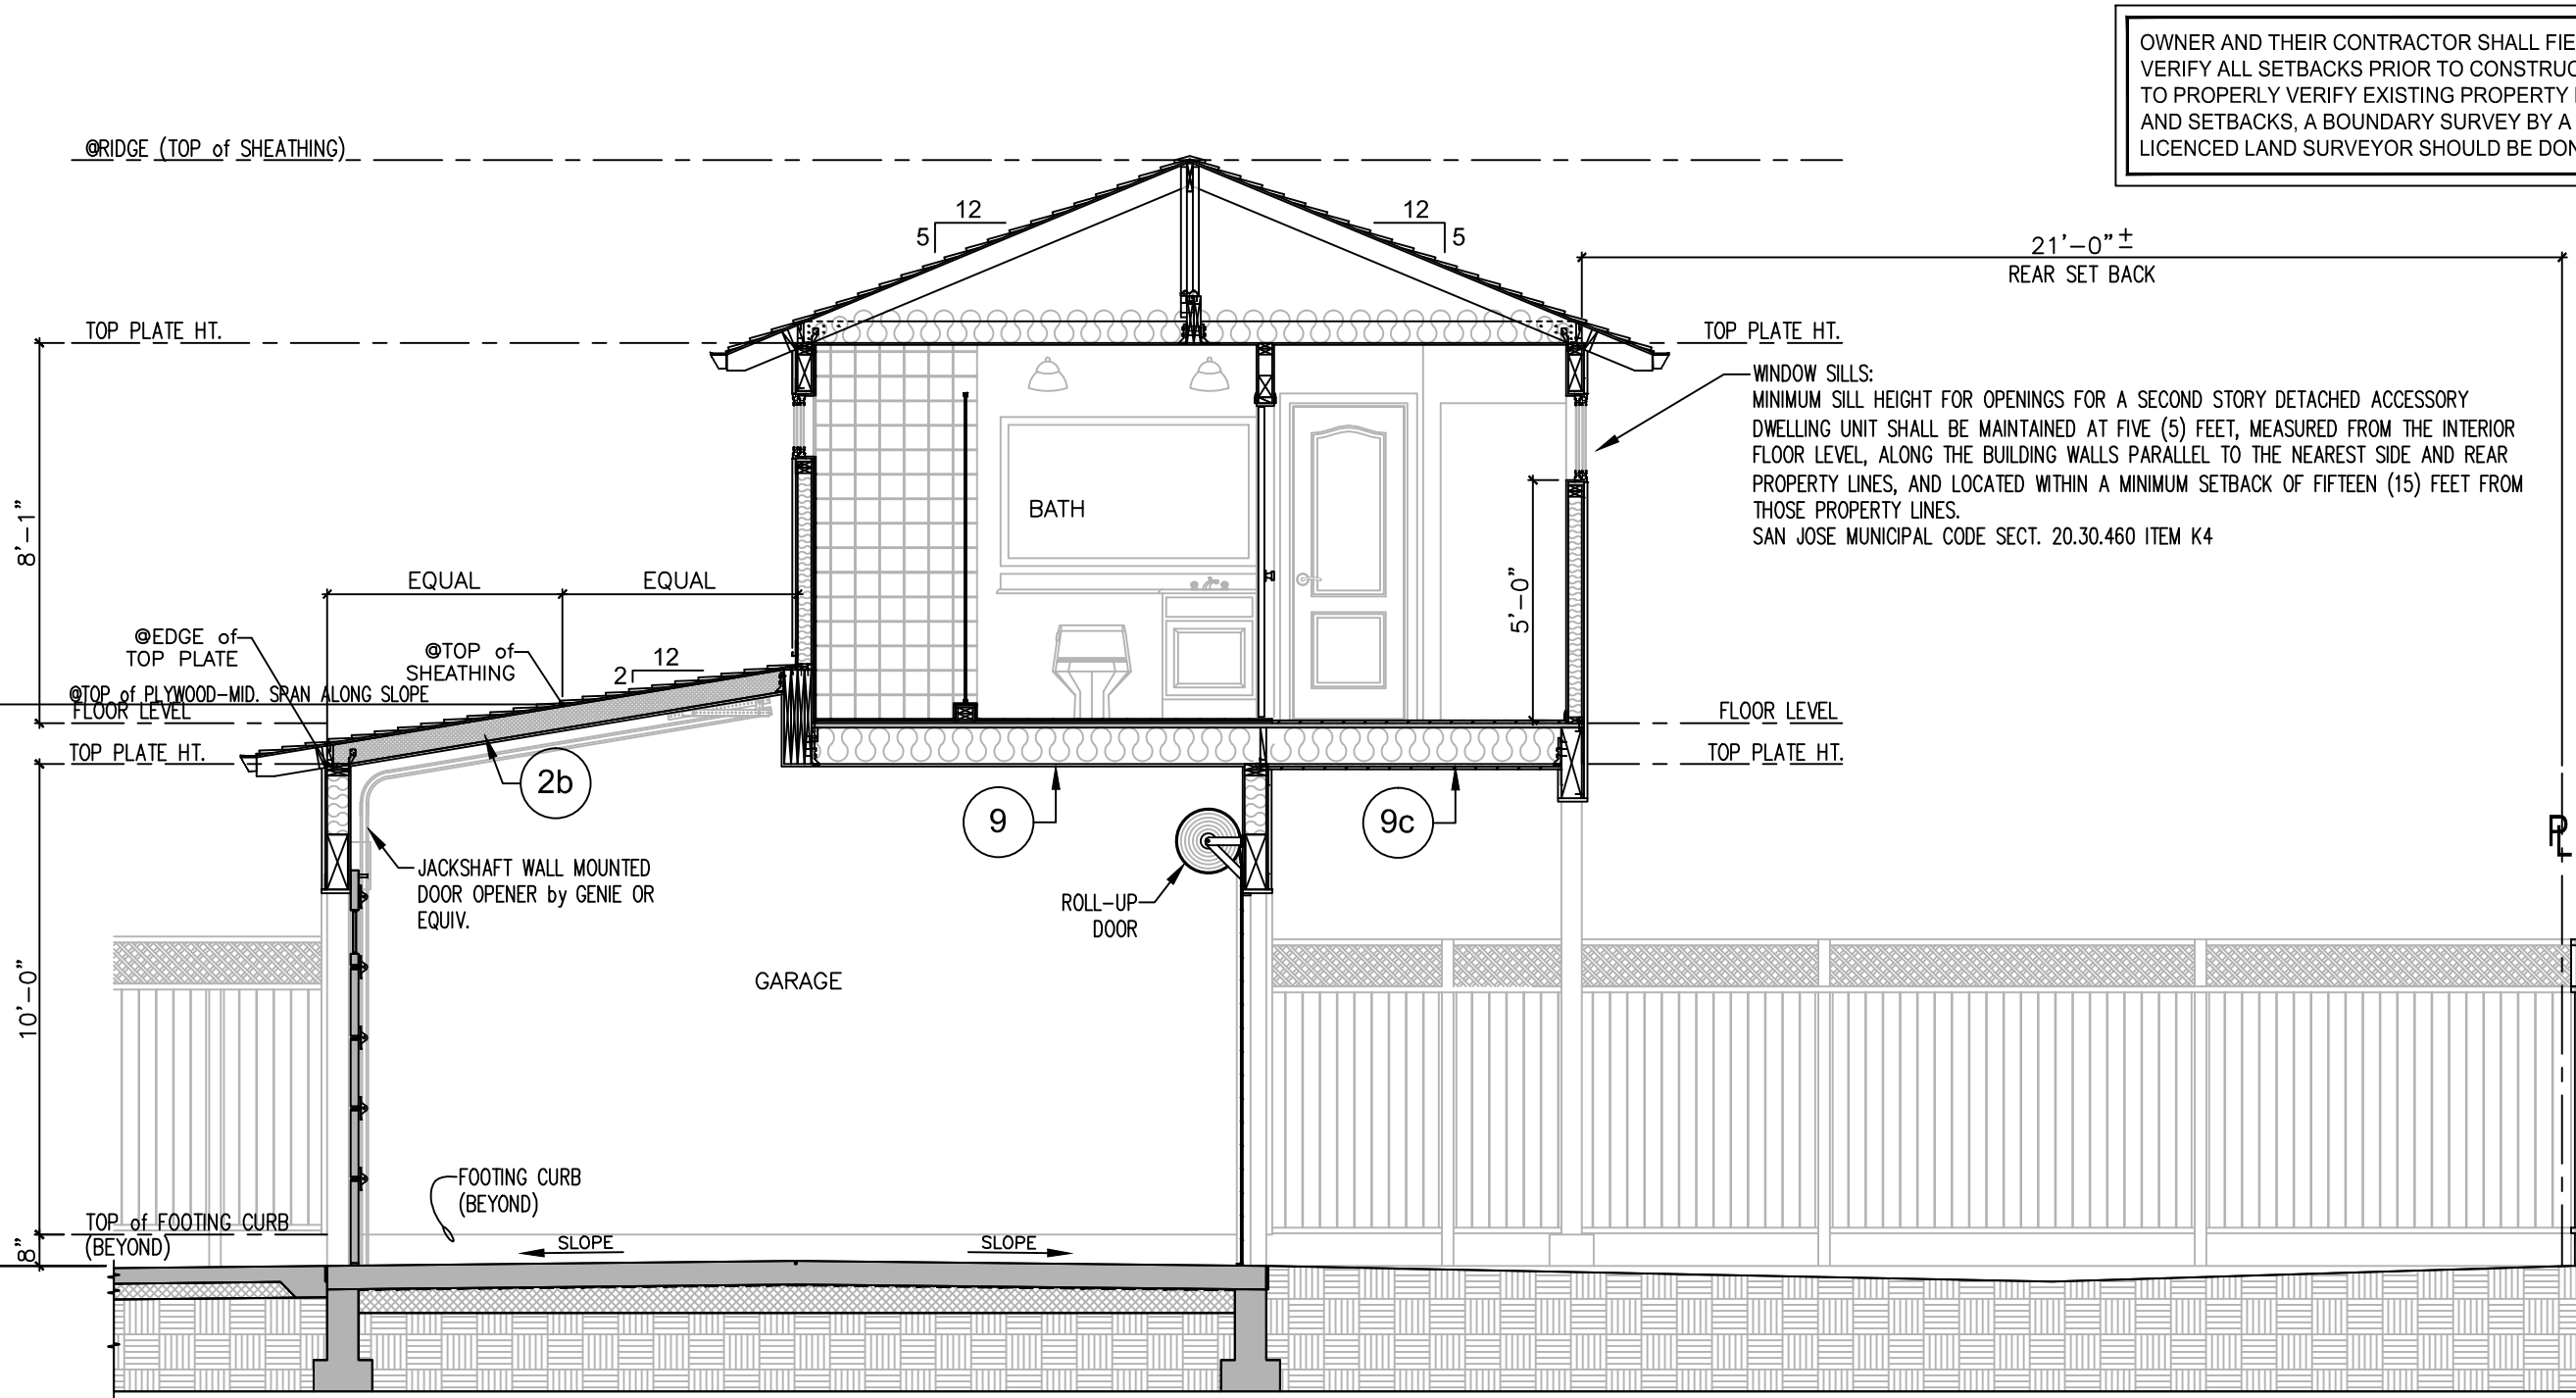 OWNER AND THEIR CONTRACTOR SHALL FIE
VERIFY ALL SETBACKS PRIOR TO CONSTRUC
TO PROPERLY VERIFY EXISTING PROPERTY
AND SETBACKS, A BOUNDARY SURVEY BY A
LICENCED LAND SURVEYOR SHOULD BE DON
@RIDGE (TOP of SHEATHING)
12
5
12
5
21'-0" ±
REAR SET BACK
TOP PLATE HT.
TOP PLATE HT.
WINDOW SILLS:
MINIMUM SILL HEIGHT FOR OPENINGS FOR A SECOND STORY DETACHED ACCESSORY
DWELLING UNIT SHALL BE MAINTAINED AT FIVE (5) FEET, MEASURED FROM THE INTERIOR
FLOOR LEVEL, ALONG THE BUILDING WALLS PARALLEL TO THE NEAREST SIDE AND REAR
PROPERTY LINES, AND LOCATED WITHIN A MINIMUM SETBACK OF FIFTEEN (15) FEET FROM
THOSE PROPERTY LINES.
SAN JOSE MUNICIPAL CODE SECT. 20.30.460 ITEM K4
BATH
8'-1"
EQUAL
EQUAL
5'-0"
@EDGE of
TOP PLATE
@TOP of
SHEATHING
12
2
@TOP of PLYWOOD-MID. SPAN ALONG SLOPE
FLOOR LEVEL
FLOOR LEVEL
TOP PLATE HT.
TOP PLATE HT.
2b
9
9c
PL
JACKSHAFT WALL MOUNTED
DOOR OPENER by GENIE OR
EQUIV.
ROLL-UP
DOOR
GARAGE
10'-0"
FOOTING CURB
(BEYOND)
TOP of FOOTING CURB
(BEYOND)
8"
SLOPE
SLOPE